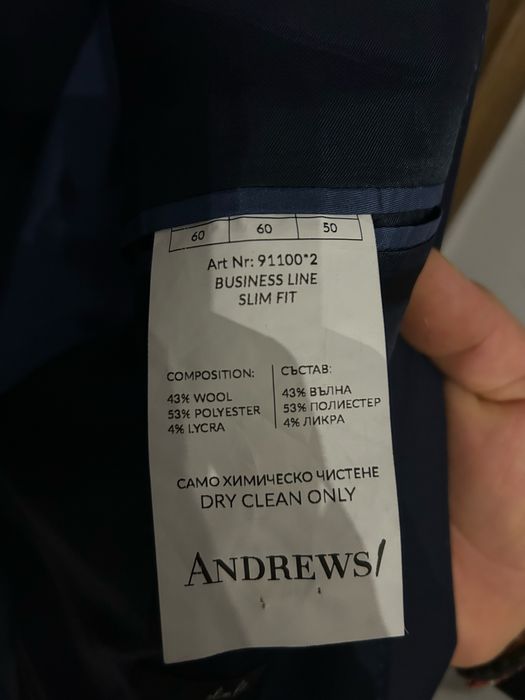 60 60 50
Art Nr: 91100*2
BUSINESS LINE
SLIM FIT
COMPOSITION:
43% WOOL
53% POLYESTER
4% LYCRA
СЪСТАВ:
43% ВЪЛНА
53% ПОЛИЕСТЕР
4% ЛИКРА
САМО ХИМИЧЕСКО ЧИСТЕНЕ
DRY CLEAN ONLY
ANDREWS/